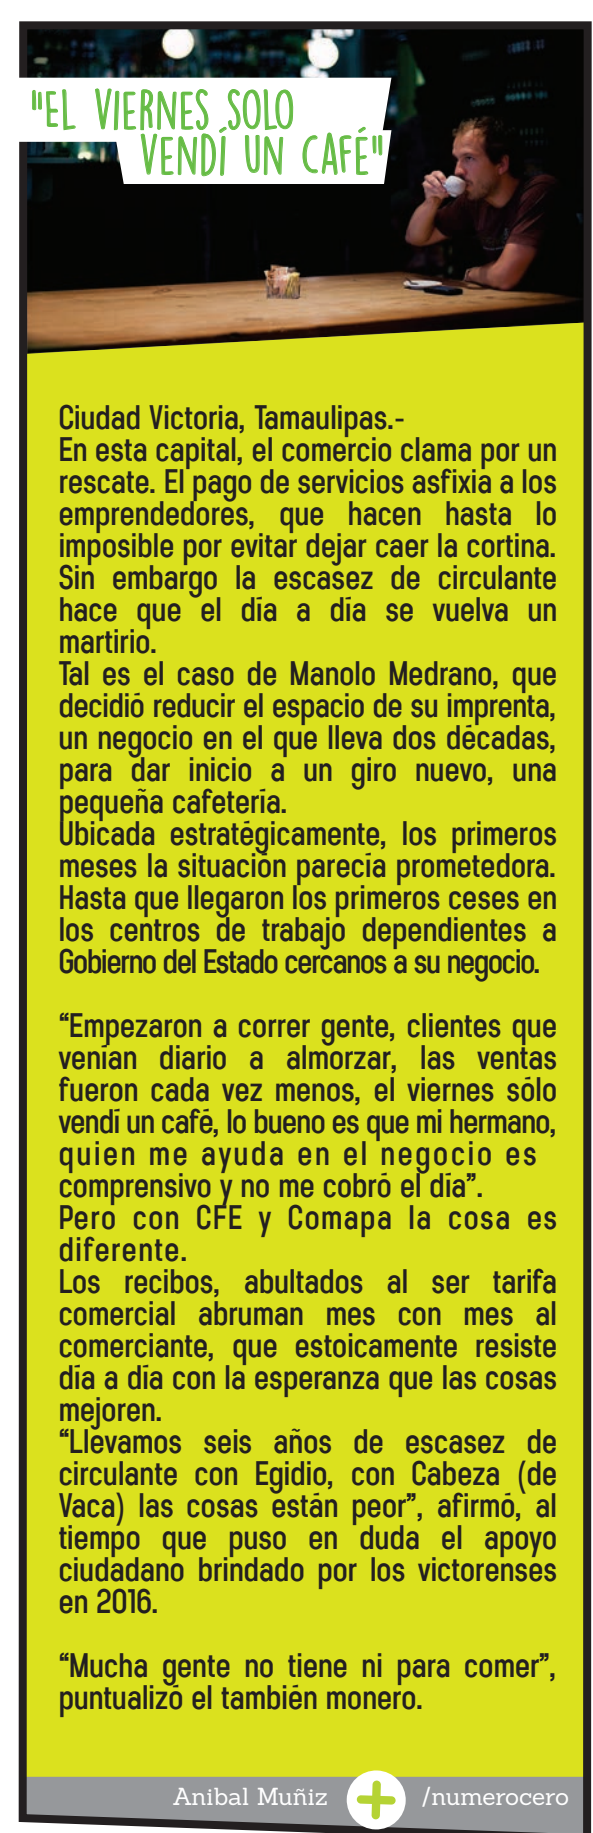 "EL VIERNES SOLO
VENDÍ UN CAFÉ"
Ciudad Victoria, Tamaulipas.-
En esta capital, el comercio clama por un
rescate. El pago de servicios asfixia a los
emprendedores, que hacen hasta lo
imposible por evitar dejar caer la cortina.
Sin embargo la escasez de circulante
hace que el día a día se vuelva un
martirio.
Tal es el caso de Manolo Medrano, que
decidió reducir el espacio de su imprenta,
un negocio en el que lleva dos décadas,
para dar inicio a un giro nuevo, una
pequeña cafetería.
Ubicada estratégicamente, los primeros
meses la situación parecía prometedora.
Hasta que llegaron los primeros ceses en
los centros de trabajo dependientes a
Gobierno del Estado cercanos a su negocio.
“Empezaron a correr gente, clientes que
venían diario a almorzar, las ventas
fueron cada vez menos, el viernes sólo
vendí un café, lo bueno es que mi hermano,
quien me ayuda en el negocio es
comprensivo y no me cobró el día”.
Pero con CFE y Comapa la cosa es
diferente.
Los recibos, abultados al ser tarifa
comercial abruman mes con mes al
comerciante, que estoicamente resiste
día a día con la esperanza que las cosas
mejoren.
“Llevamos seis años de escasez de
circulante con Egidio, con Cabeza (de
Vaca) las cosas están peor”, afirmó, al
tiempo que puso en duda el apoyo
ciudadano brindado por los victorenses
en 2016.
“Mucha gente no tiene ni para comer”,
puntualizó el también monero.
Anibal Muñiz + /numerocero